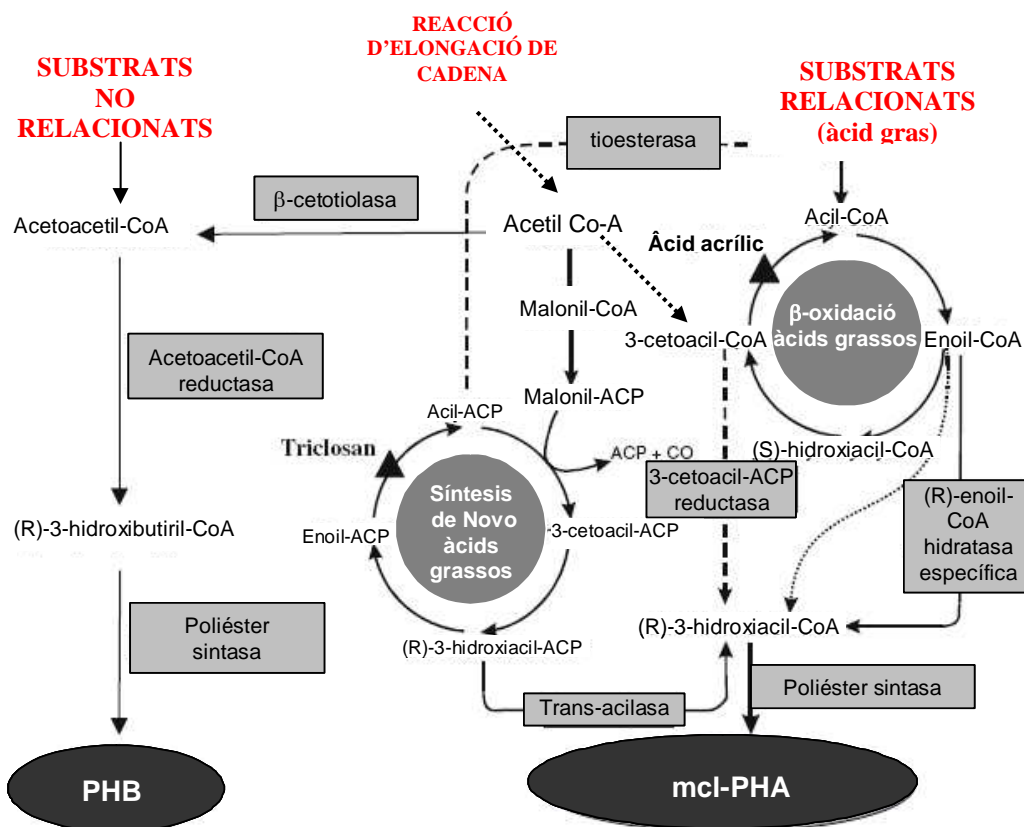 REACCIÓ
D'ELONGACIÓ DE
CADENA
SUBSTRATS
NO
RELACIONATS
SUBSTRATS
RELACIONATS
(àcid gras)
tioesterasa
β-cetotiolasa
Acetoacetil-CoA
Acetil Co-A
Acil-CoA
Âcid acrílic
Malonil-CoA
β-oxidació
àcids grassos
3-cetoacil-CoA
Enoil-CoA
Acetoacetil-CoA
reductasa
Malonil-ACP
Acil-ACP
Triclosan
ACP + CO
(S)-hidroxiacil-CoA
3-cetoacil-ACP
reductasa
Síntesis
de Novo
àcids
grassos
(R)-enoil-
CoA
hidratasa
específica
(R)-3-hidroxibutiril-CoA
Enoil-ACP
3-cetoacil-ACP
Poliéster
sintasa
(R)-3-hidroxiacil-ACP
(R)-3-hidroxiacil-CoA
Trans-acilasa
Poliéster sintasa
PHB
mcl-PHA